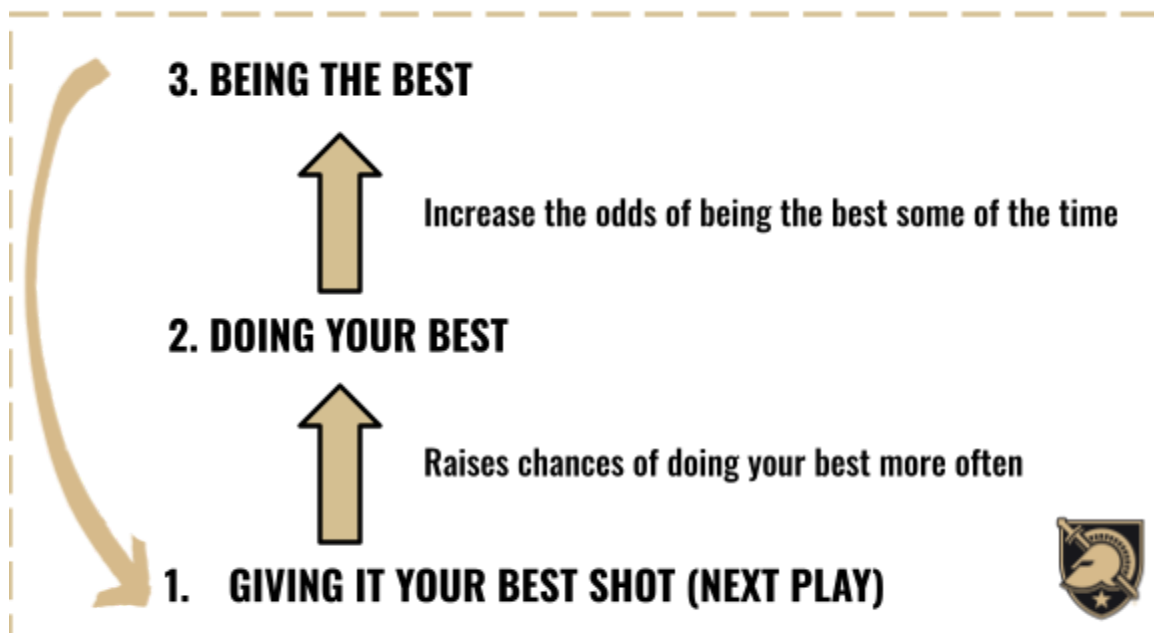 3. BEING THE BEST
Increase the odds of being the best some of the time
2. DOING YOUR BEST
Raises chances of doing your best more often
1. GIVING IT YOUR BEST SHOT (NEXT PLAY)